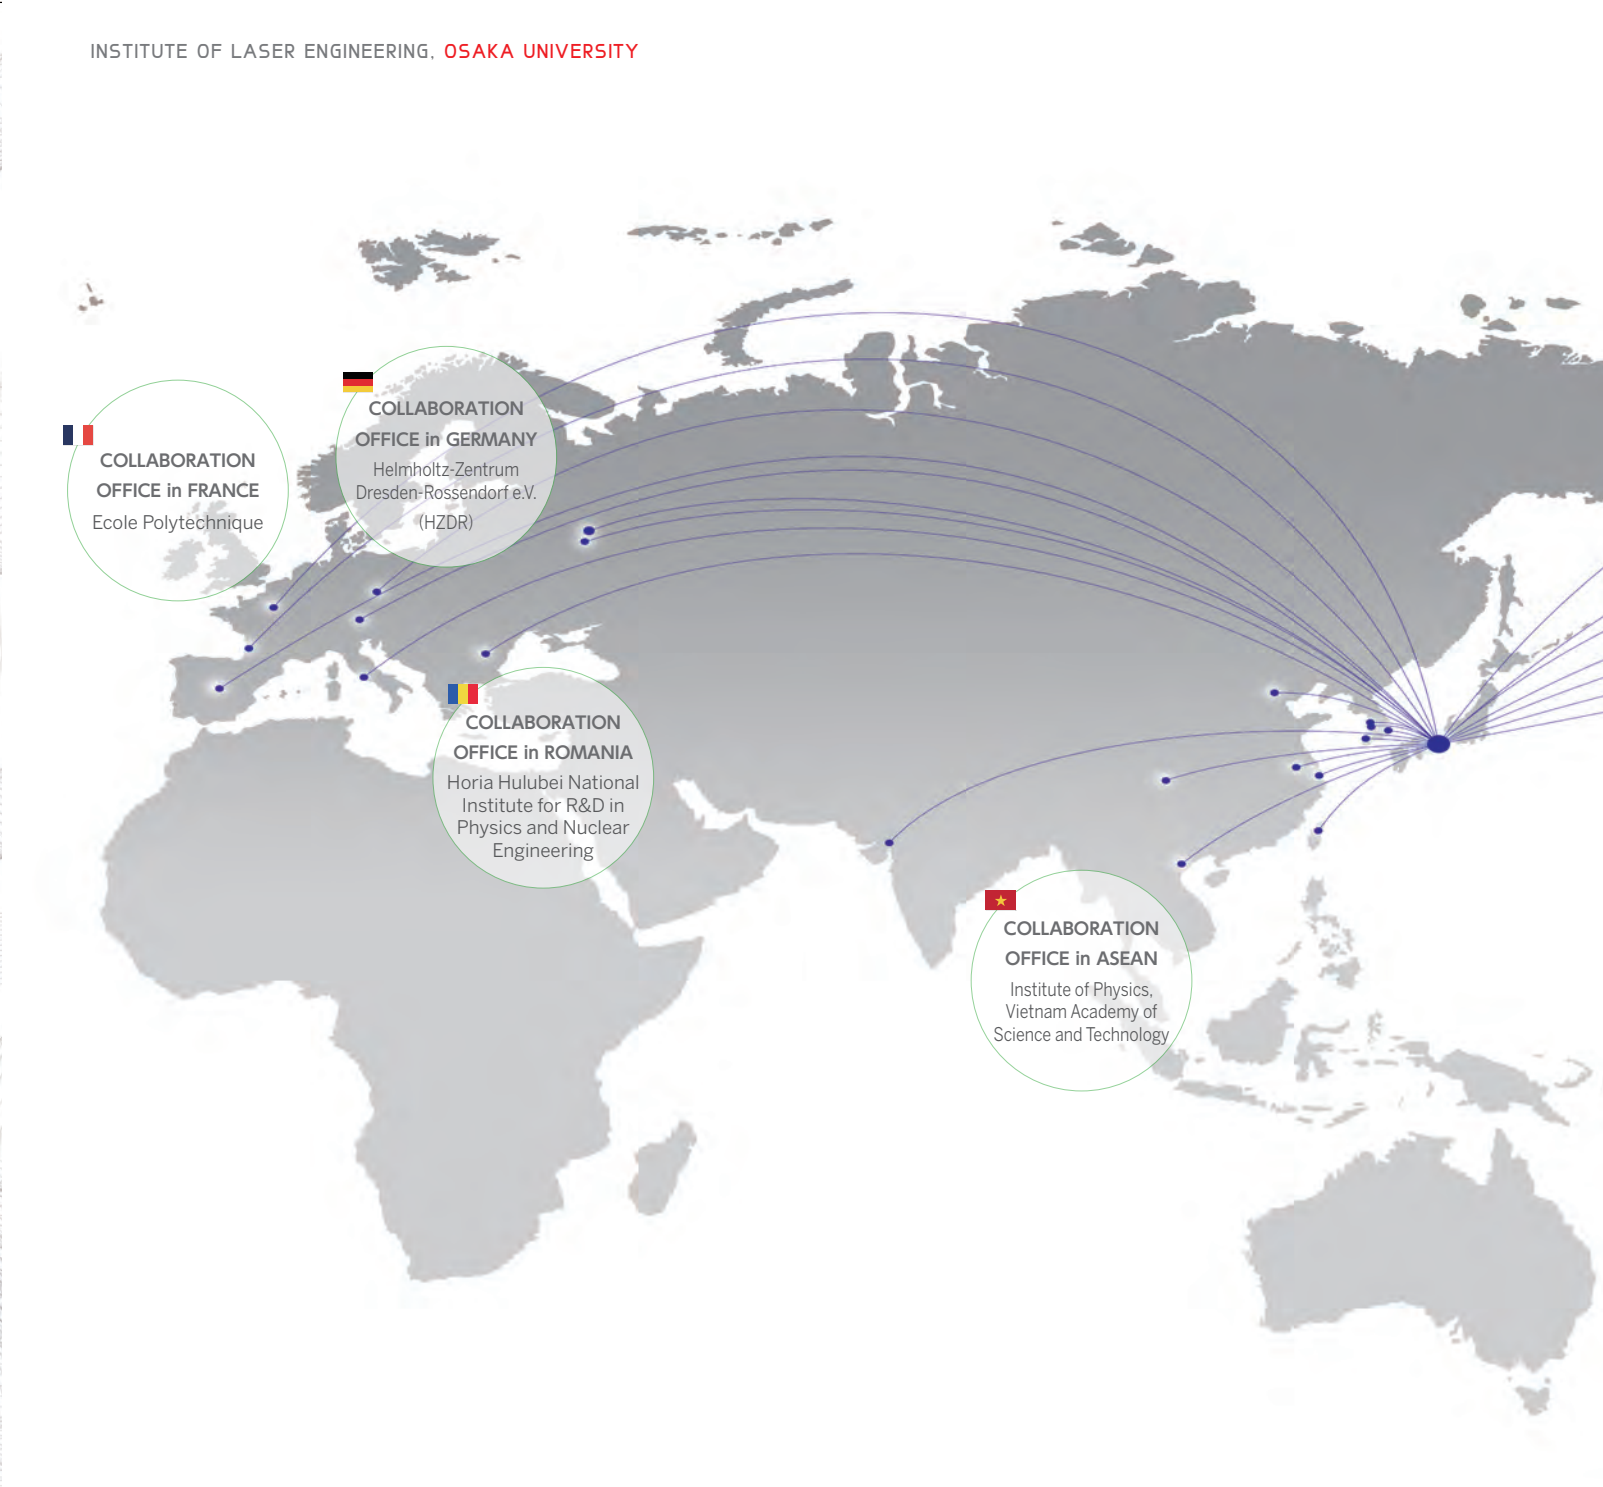 INSTITUTE OF LASER ENGINEERING, OSAKA UNIVERSITY
COLLABORATION
OFFICE in GERMANY
Helmholtz-Zentrum
Dresden-Rossendorf e.V.
(HZDR)
COLLABORATION
OFFICE in FRANCE
Ecole Polytechnique
COLLABORATION
OFFICE in ROMANIA
Horia Hulubei National
Institute for R&D in
Physics and Nuclear
Engineering
COLLABORATION
OFFICE in ASEAN
Institute of Physics,
Vietnam Academy of
Science and Technology